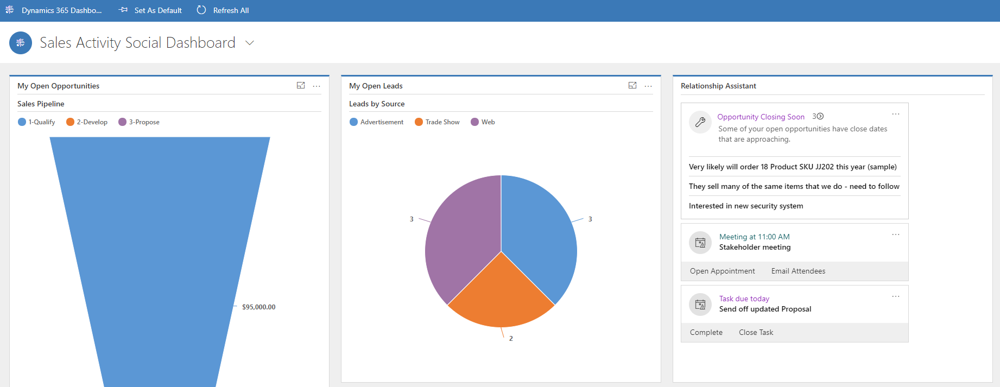 Dynamics 365 Dashbo...
Set As Default
Refresh All
Sales Activity Social Dashboard
My Open Opportunities
Sales Pipeline
1-Qualify
2-Develop
3-Propose
$95,000.00
My Open Leads
Leads by Source
Advertisement
Trade Show
Web
3
3
2
Relationship Assistant
Opportunity Closing Soon 3
Some of your open opportunities have close dates
that are approaching.
Very likely will order 18 Product SKU JJ202 this year (sample)
They sell many of the same items that we do - need to follow
Interested in new security system
Meeting at 11:00 AM
Stakeholder meeting
Open Appointment
Email Attendees
Task due today
Send off updated Proposal
Complete
Close Task